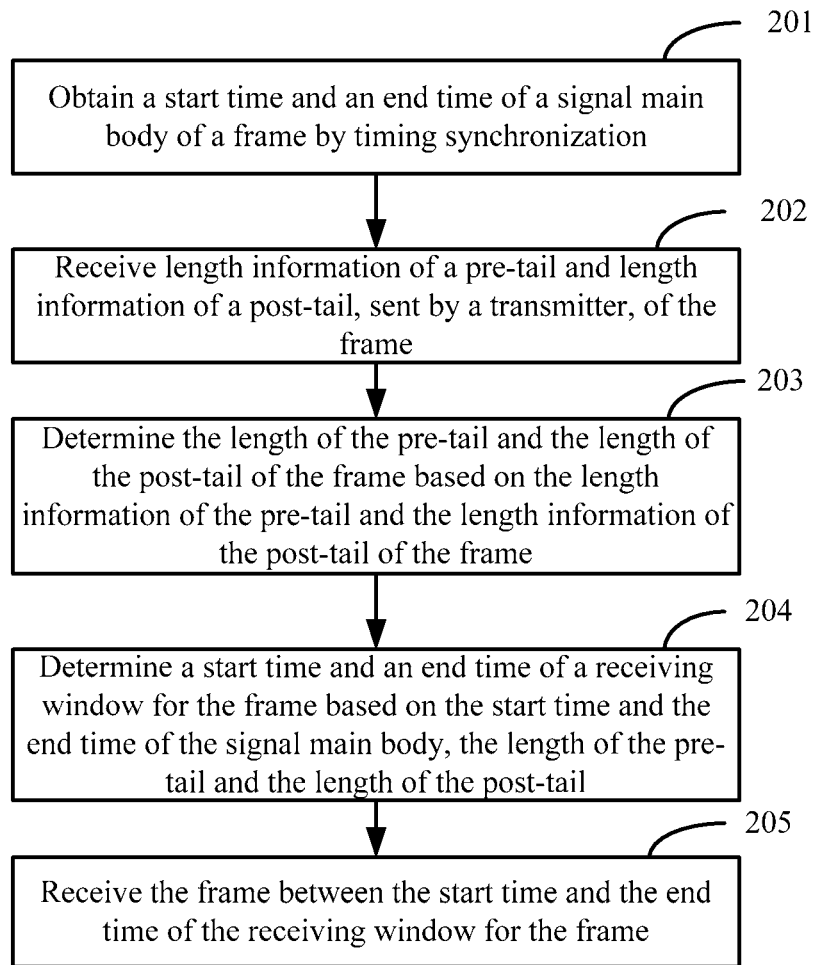 201
Obtain a start time and an end time of a signal main
body of a frame by timing synchronization
202
Receive length information of a pre-tail and length
information of a post-tail, sent by a transmitter, of the
frame
203
Determine the length of the pre-tail and the length of
the post-tail of the frame based on the length
information of the pre-tail and the length information of
the post-tail of the frame
204
Determine a start time and an end time of a receiving
window for the frame based on the start time and the
end time of the signal main body, the length of the pre-
tail and the length of the post-tail
205
Receive the frame between the start time and the end
time of the receiving window for the frame